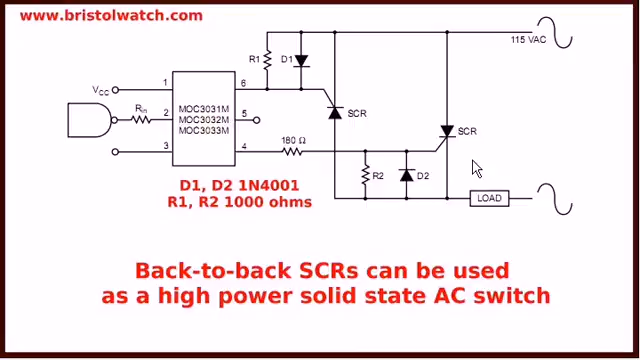 www.bristolwatch.com
115 VAC
R1
D1
VCC
1
6
SCR
Rin
2
MOC3031M
MOC3032M
MOC3033M
5
SCR
3
4
180 Ω
R2
D2
LOAD
D1, D2 1N4001
R1, R2 1000 ohms
Back-to-back SCRs can be used
as a high power solid state AC switch